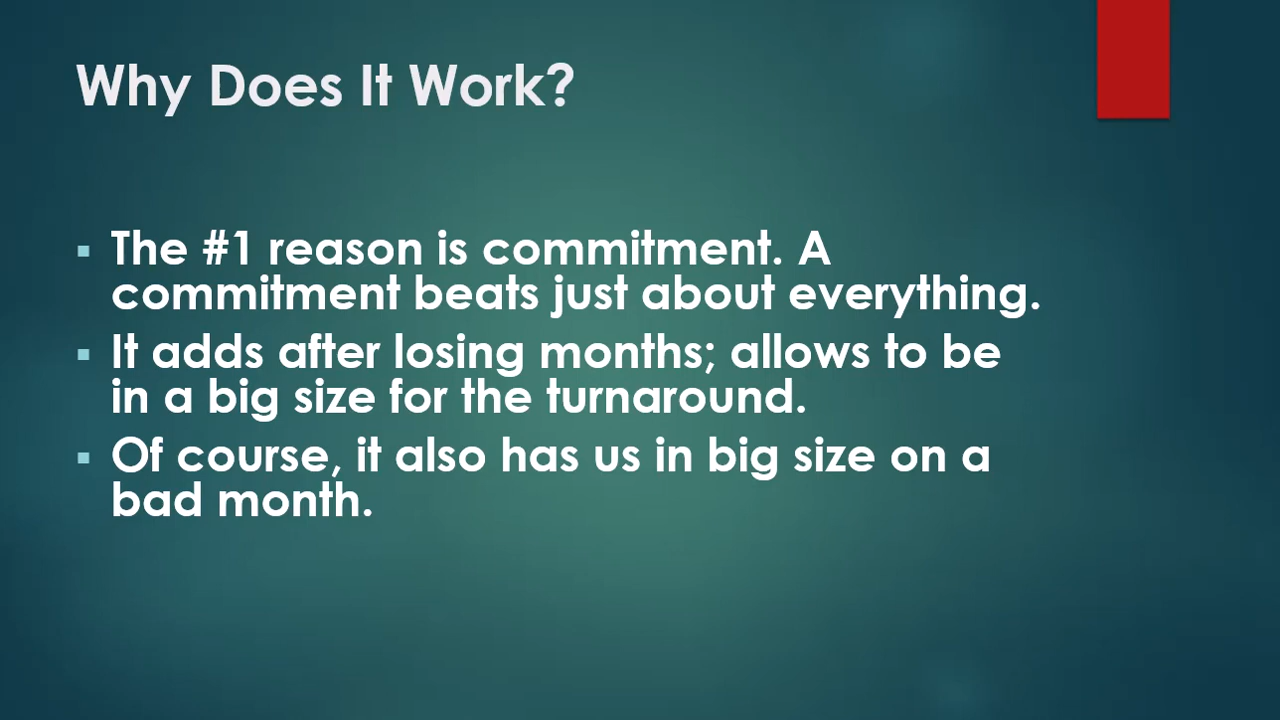 Why Does It Work?
▪ The #1 reason is commitment. A
commitment beats just about everything.
▪ It adds after losing months; allows to be
in a big size for the turnaround.
▪ Of course, it also has us in big size on a
bad month.